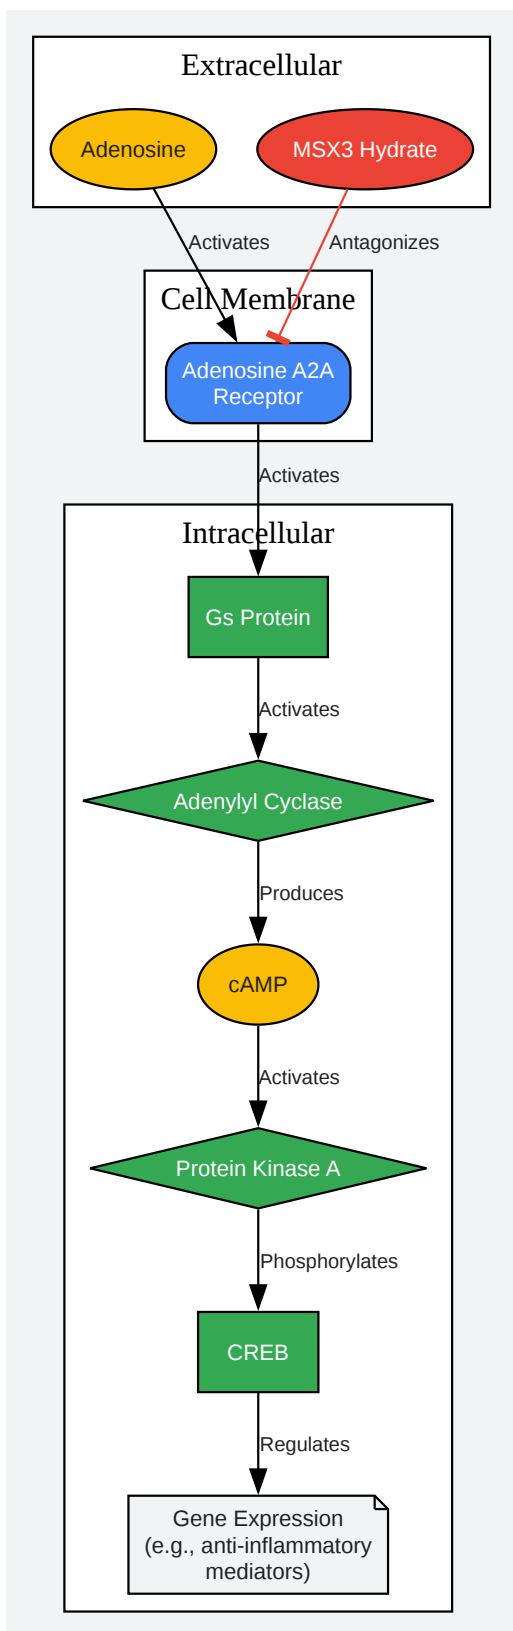 Extracellular
Adenosine
MSX3 Hydrate
Activates
Antagonizes
Cell Membrane
Adenosine A2A
Receptor
Activates
Intracellular
Gs Protein
Activates
Adenylyl Cyclase
Produces
cAMP
Activates
Protein Kinase A
Phosphorylates
CREB
Regulates
Gene Expression
(e.g., anti-inflammatory
mediators)